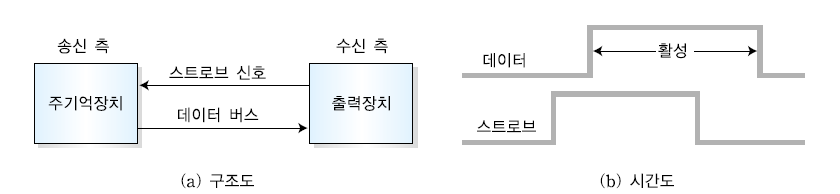 송신 측
수신 측
주기억장치
스트로브 신호
데이터 버스
출력장치
(a) 구조도
데이터
활성
스트로브
(b) 시간도